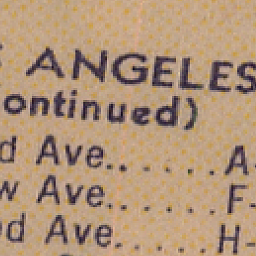 ANGELES
ontinued)
d Ave.......A-
w Ave.......F-
d Ave.......H-